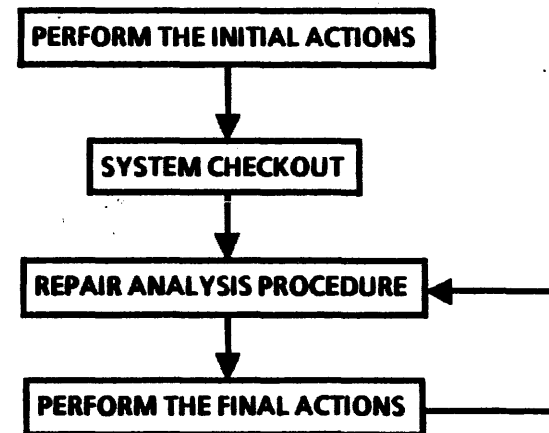 PERFORM THE INITIAL ACTIONS
SYSTEM CHECKOUT
REPAIR ANALYSIS PROCEDURE
PERFORM THE FINAL ACTIONS